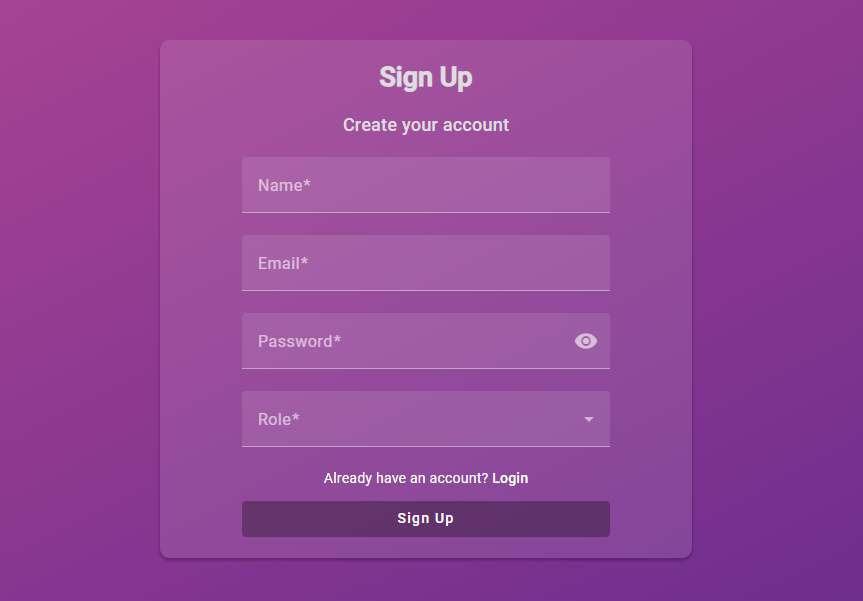 Sign Up
Create your account
Name*
Email*
Password*
Role*
Already have an account? Login
Sign Up